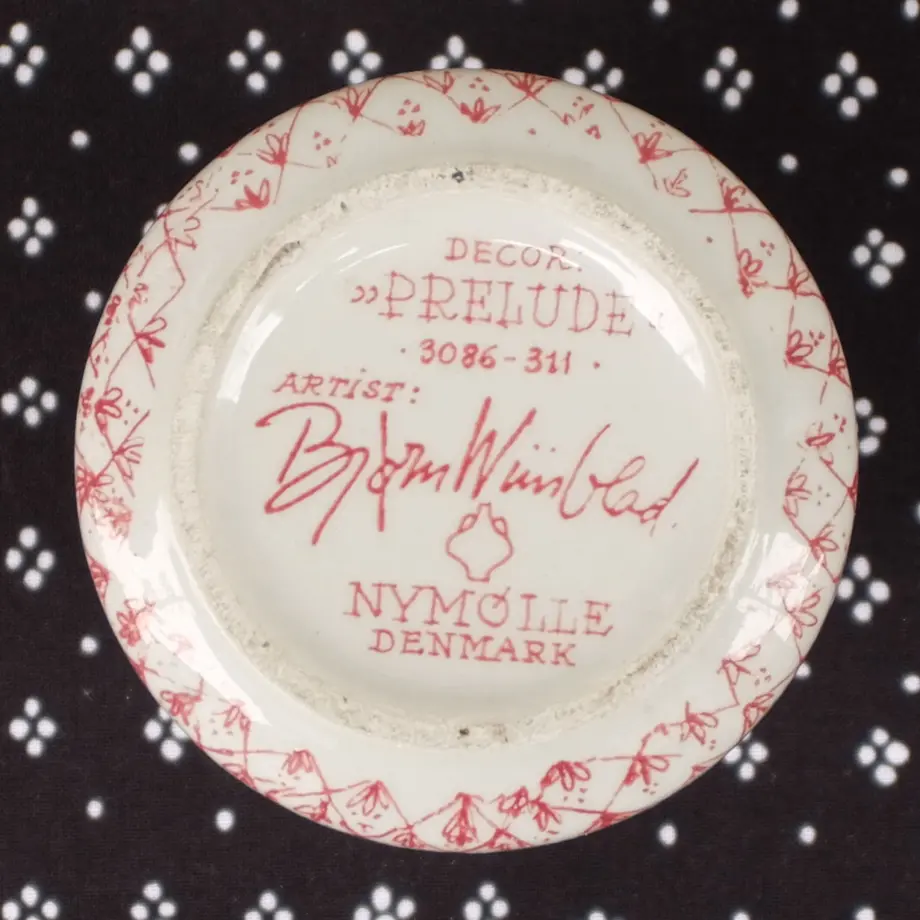 DECOR:
„PRELUDE"
· 3086-311 ·
ARTIST:
Bjørn Wiinblad.
NYMØLLE
DENMARK